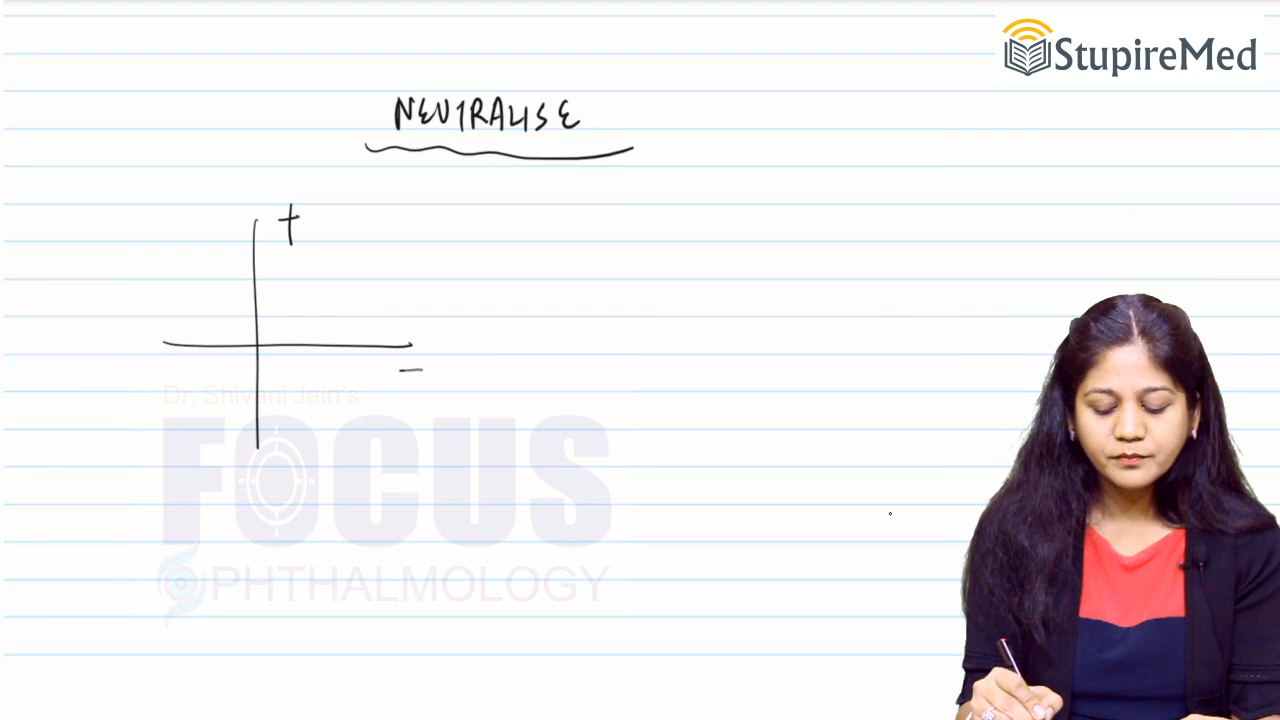 StupireMed
NEUTRALISE
+
-
Dr. Shivani Jain's
FOCUS
OPHTHALMOLOGY